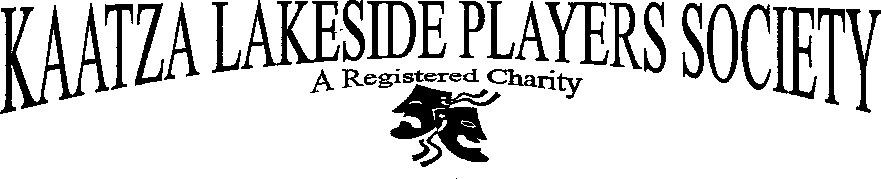 KAATZA LAKESIDE PLAYERS SOCIETY
A Registered Charity